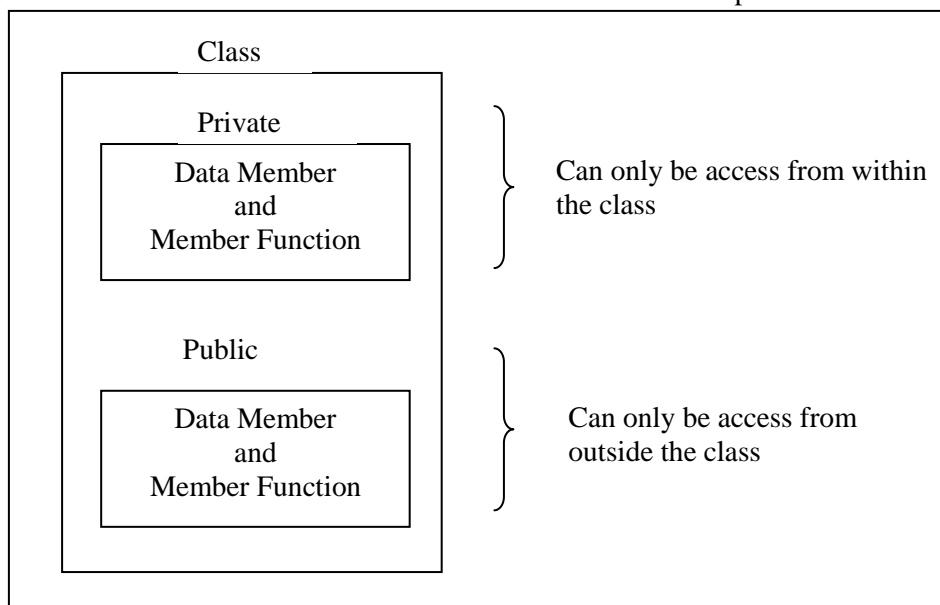 Class
Private
Data Member
and
Member Function
Can only be access from within
the class
Public
Data Member
and
Member Function
Can only be access from
outside the class